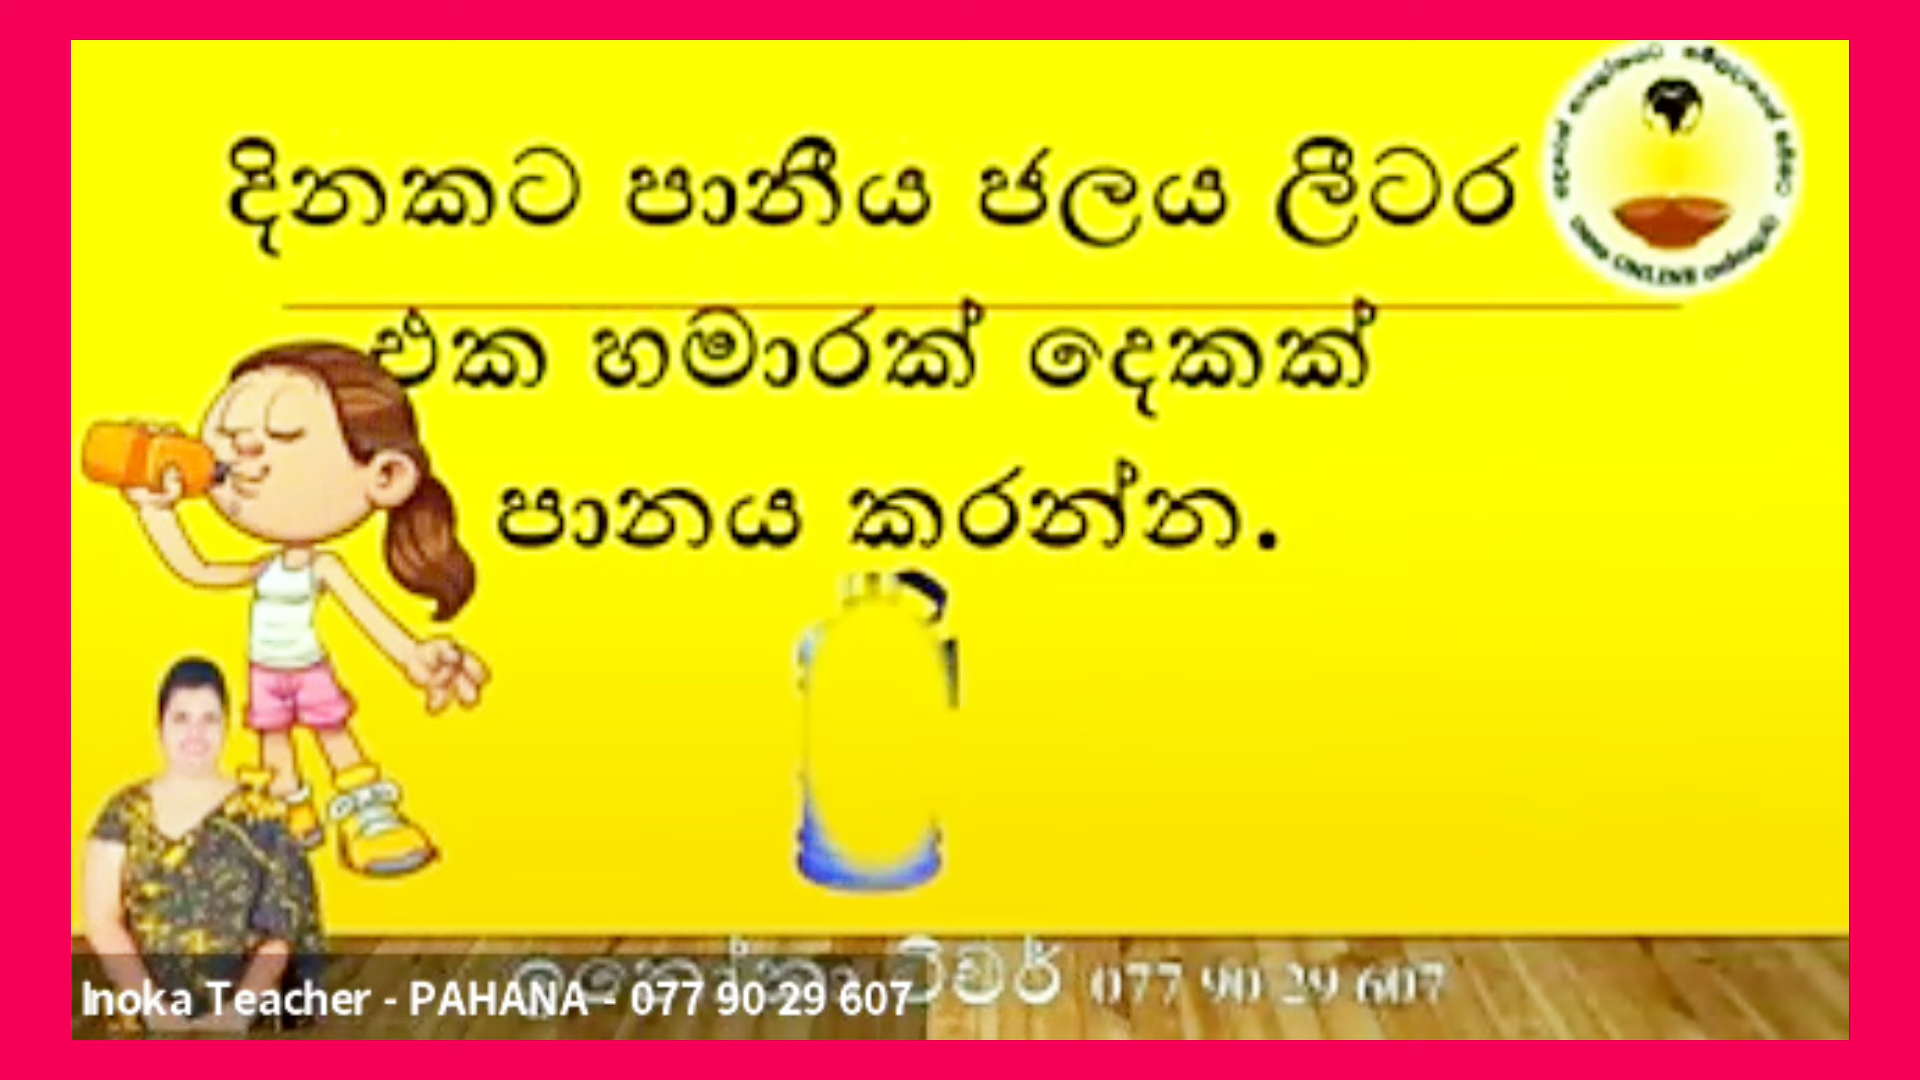 දිනකට පානීය ජලය ලීටර
එක හමාරක් දෙකක්
පානය කරන්න.
ටීචර් 077 90 29 607
Inoka Teacher - PAHANA - 077 90 29 607